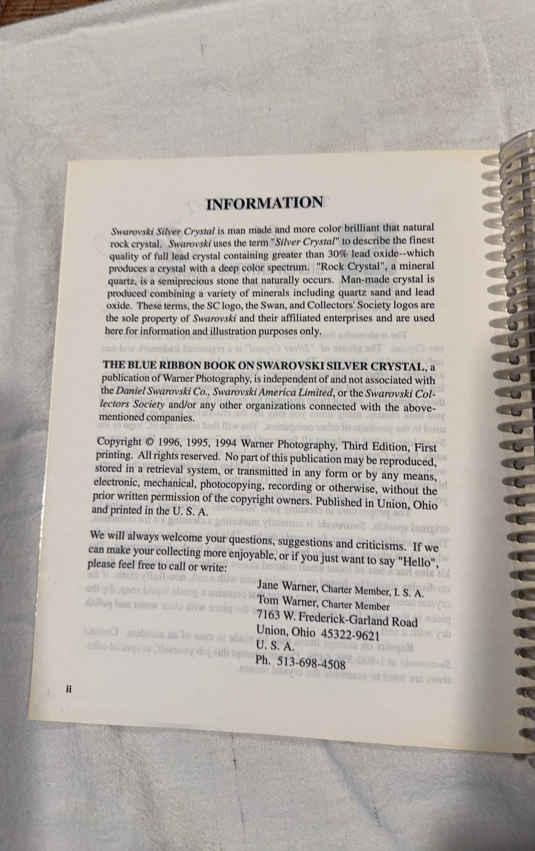 INFORMATION
Swarovski Silver Crystal is man made and more color brilliant that natural
rock crystal. Swarovski uses the term "Silver Crystal" to describe the finest
quality of full lead crystal containing greater than 30% lead oxide--which
produces a crystal with a deep color spectrum. "Rock Crystal", a mineral
quartz, is a semiprecious stone that naturally occurs. Man-made crystal is
produced combining a variety of minerals including quartz sand and lead
oxide. These terms, the SC logo, the Swan, and Collectors' Society logos are
the sole property of Swarovski and their affiliated enterprises and are used
here for information and illustration purposes only.
THE BLUE RIBBON BOOK ON SWAROVSKI SILVER CRYSTAL, a
publication of Warner Photography, is independent of and not associated with
the Daniel Swarovski Co., Swarovski America Limited, or the Swarovski Col-
lectors Society and/or any other organizations connected with the above-
mentioned companies.
Copyright © 1996, 1995, 1994 Warner Photography, Third Edition, First
printing. All rights reserved. No part of this publication may be reproduced,
stored in a retrieval system, or transmitted in any form or by any means,
electronic, mechanical, photocopying, recording or otherwise, without the
prior written permission of the copyright owners. Published in Union, Ohio
and printed in the U. S. A.
We will always welcome your questions, suggestions and criticisms. If we
can make your collecting more enjoyable, or if you just want to say "Hello",
please feel free to call or write:
Jane Warner, Charter Member, I. S. A.
Tom Warner, Charter Member
7163 W. Frederick-Garland Road
Union, Ohio 45322-9621
U. S. A.
Ph. 513-698-4508
ii